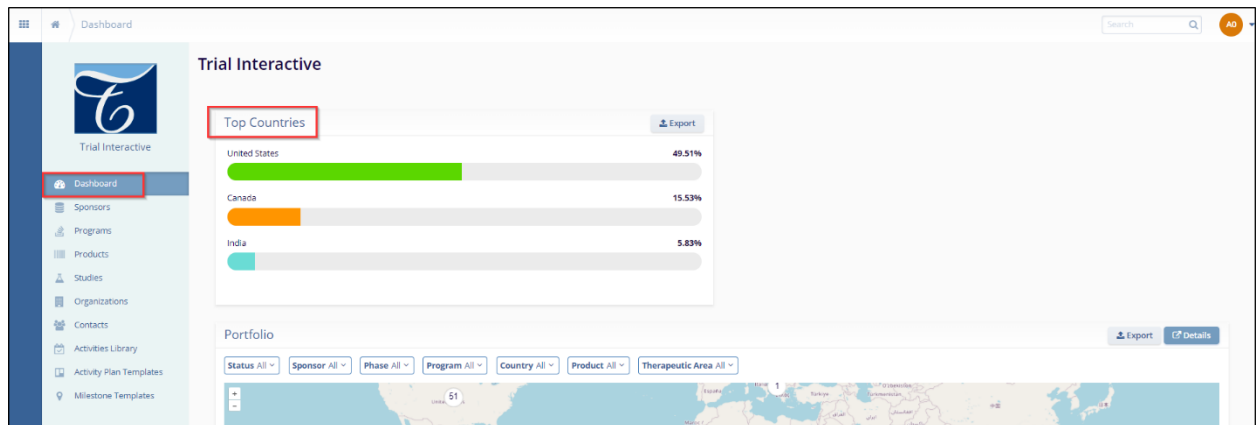 Dashboard
Search
AO
Trial Interactive
Trial Interactive
Dashboard
Sponsors
Programs
Products
Studies
Organizations
Contacts
Activities Library
Activity Plan Templates
Milestone Templates
Top Countries
Export
United States 49.51%
Canada 15.53%
India 5.83%
Portfolio
Export Details
Status All Sponsor All Phase All Program All Country All Product All Therapeutic Area All
+
-
51
España
1
Türkiye